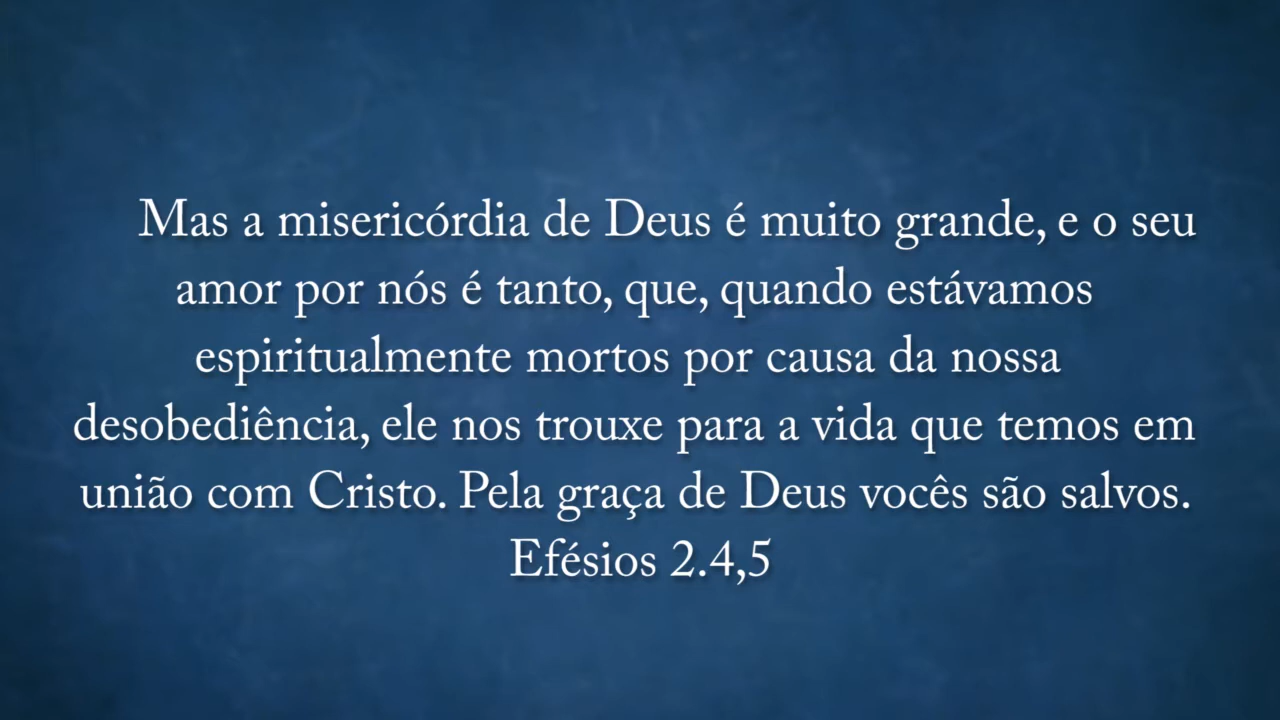 Mas a misericórdia de Deus é muito grande, e o seu
amor por nós é tanto, que, quando estávamos
espiritualmente mortos por causa da nossa
desobediência, ele nos trouxe para a vida que temos em
união com Cristo. Pela graça de Deus vocês são salvos.
Efésios 2.4,5